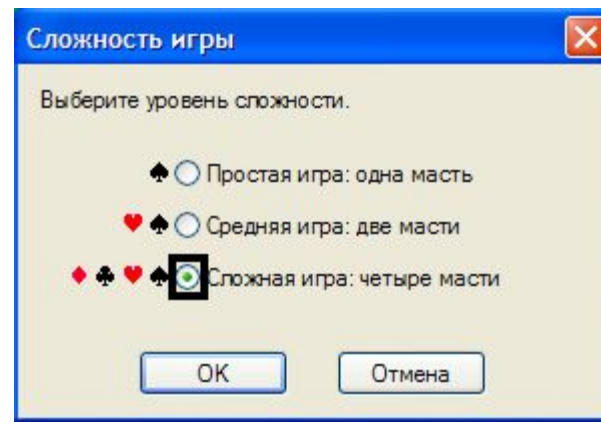 Сложность игры
Выберите уровень сложности.
Простая игра: одна масть
Средняя игра: две масти
Сложная игра: четыре масти
OK
Отмена